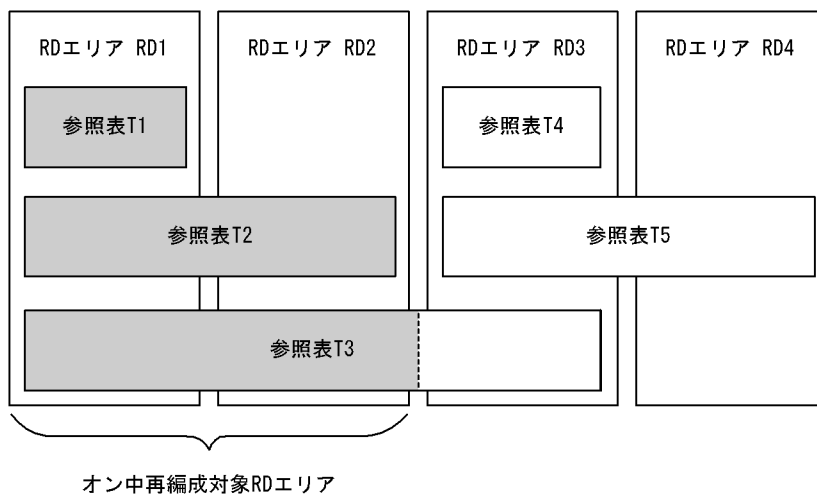 RDエリア RD1
RDエリア RD2
RDエリア RD3
RDエリア RD4
参照表T1
参照表T4
参照表T2
参照表T5
参照表T3
オン中再編成対象RDエリア